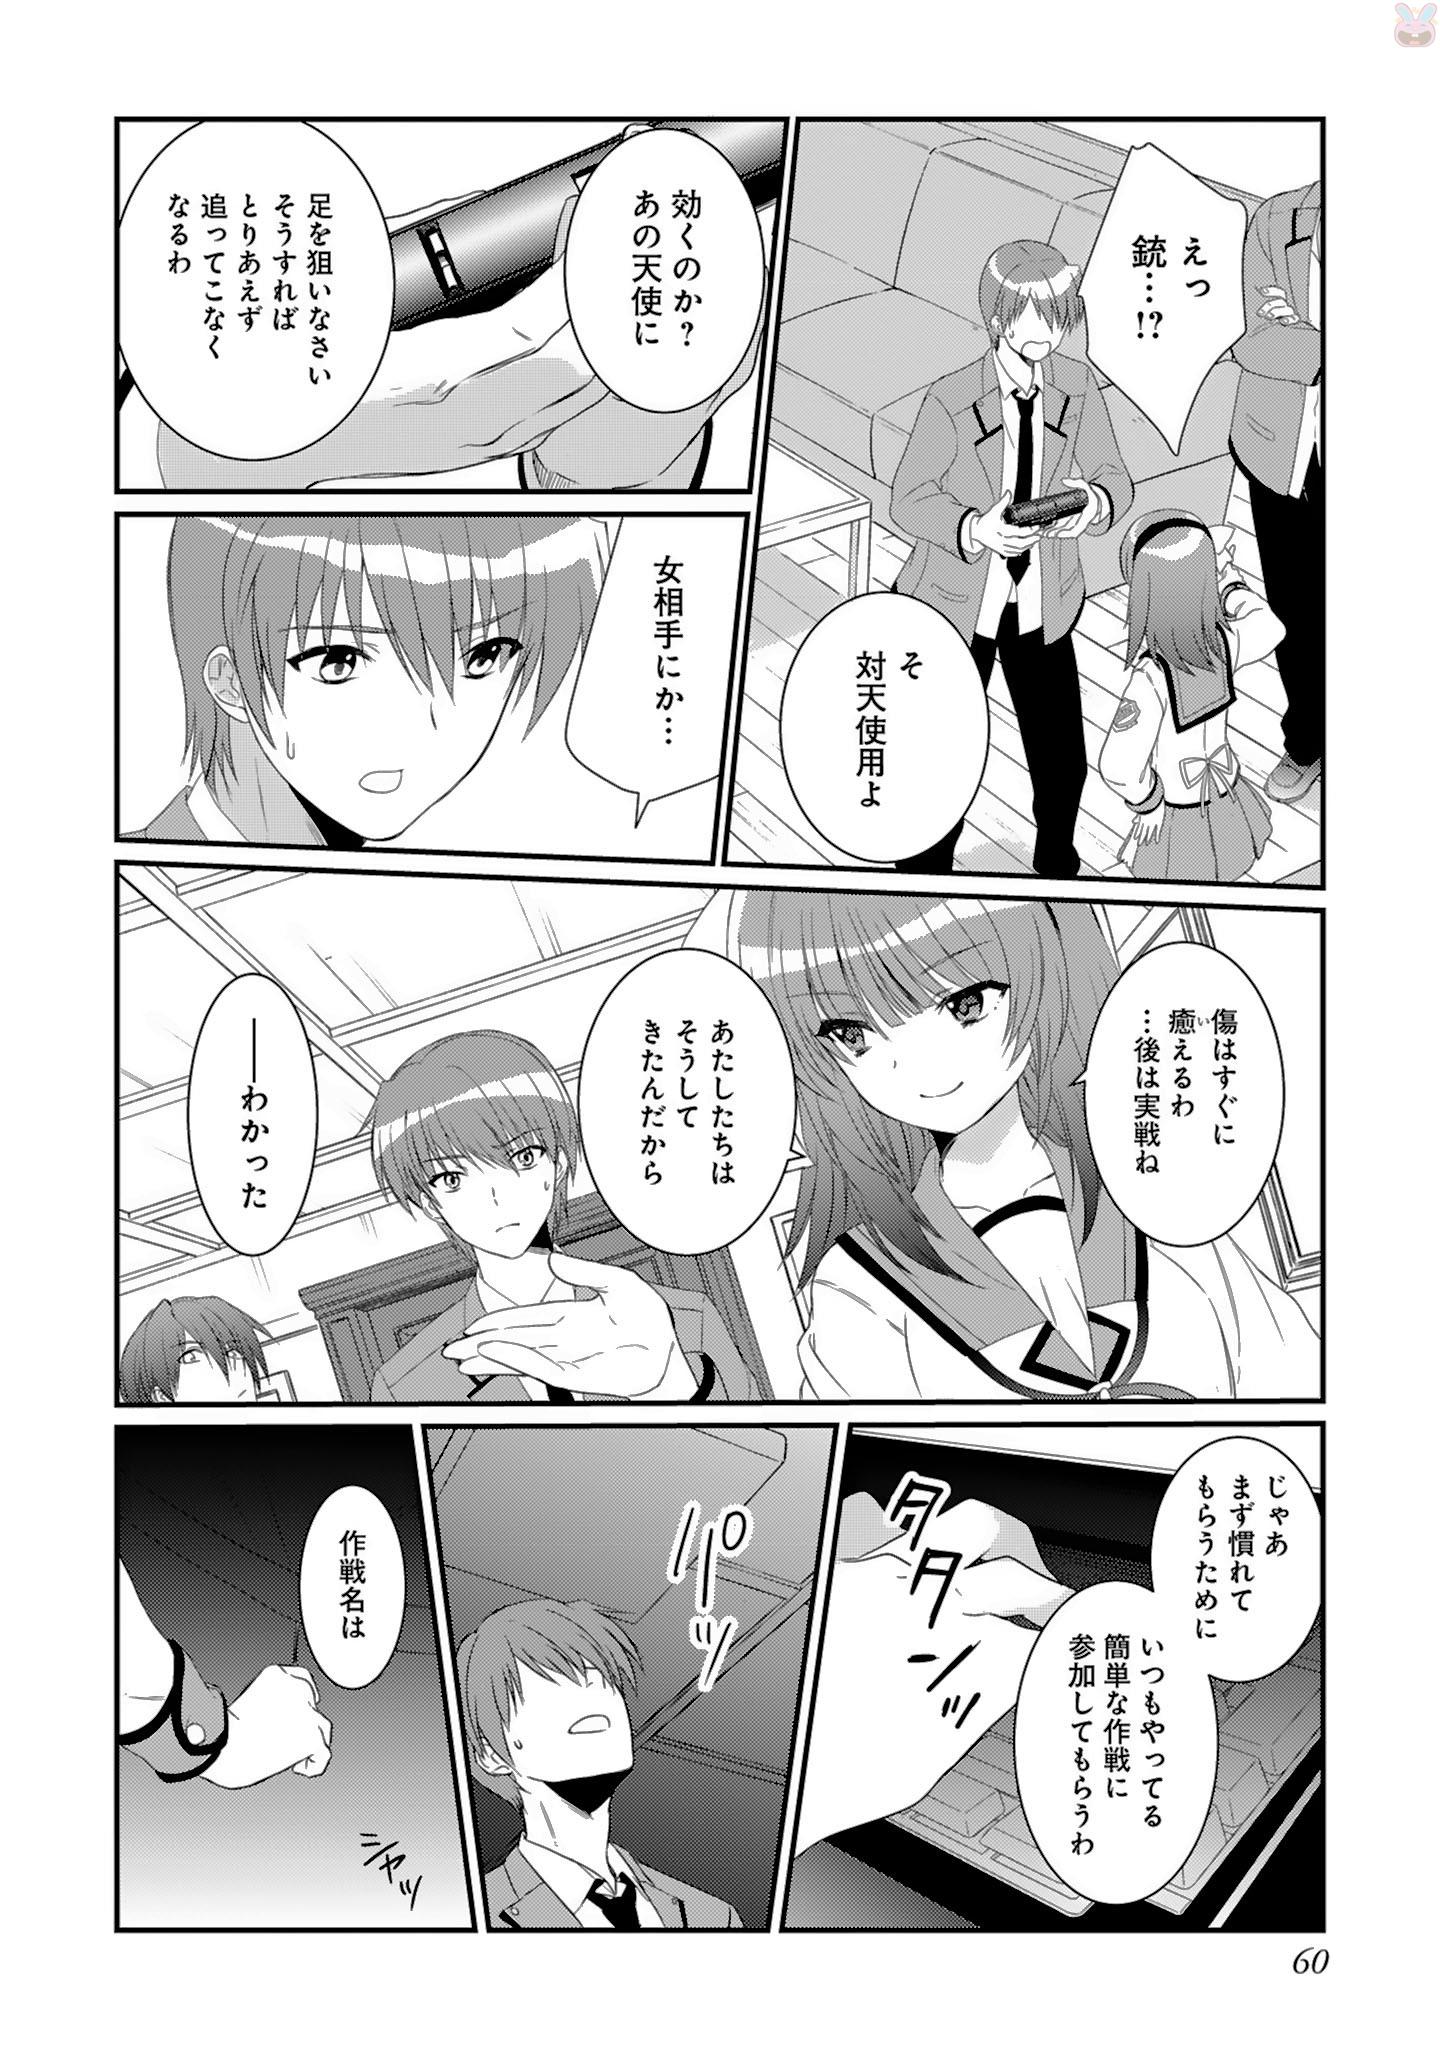 えっ
銃…!?
そ
対天使用よ
効くのか？
あの天使に
足を狙いなさい
そうすれば
とりあえず
追ってこなく
なるわ
女相手にか…
傷はすぐに
癒えるわ
い
…後は実戦ね
あたしたちは
そうして
きたんだから
──わかった
じゃあ
まず慣れて
もらうために
いつもやってる
簡単な作戦に
参加してもらうわ
タタンッ
パッ
作戦名は
シャッ
60